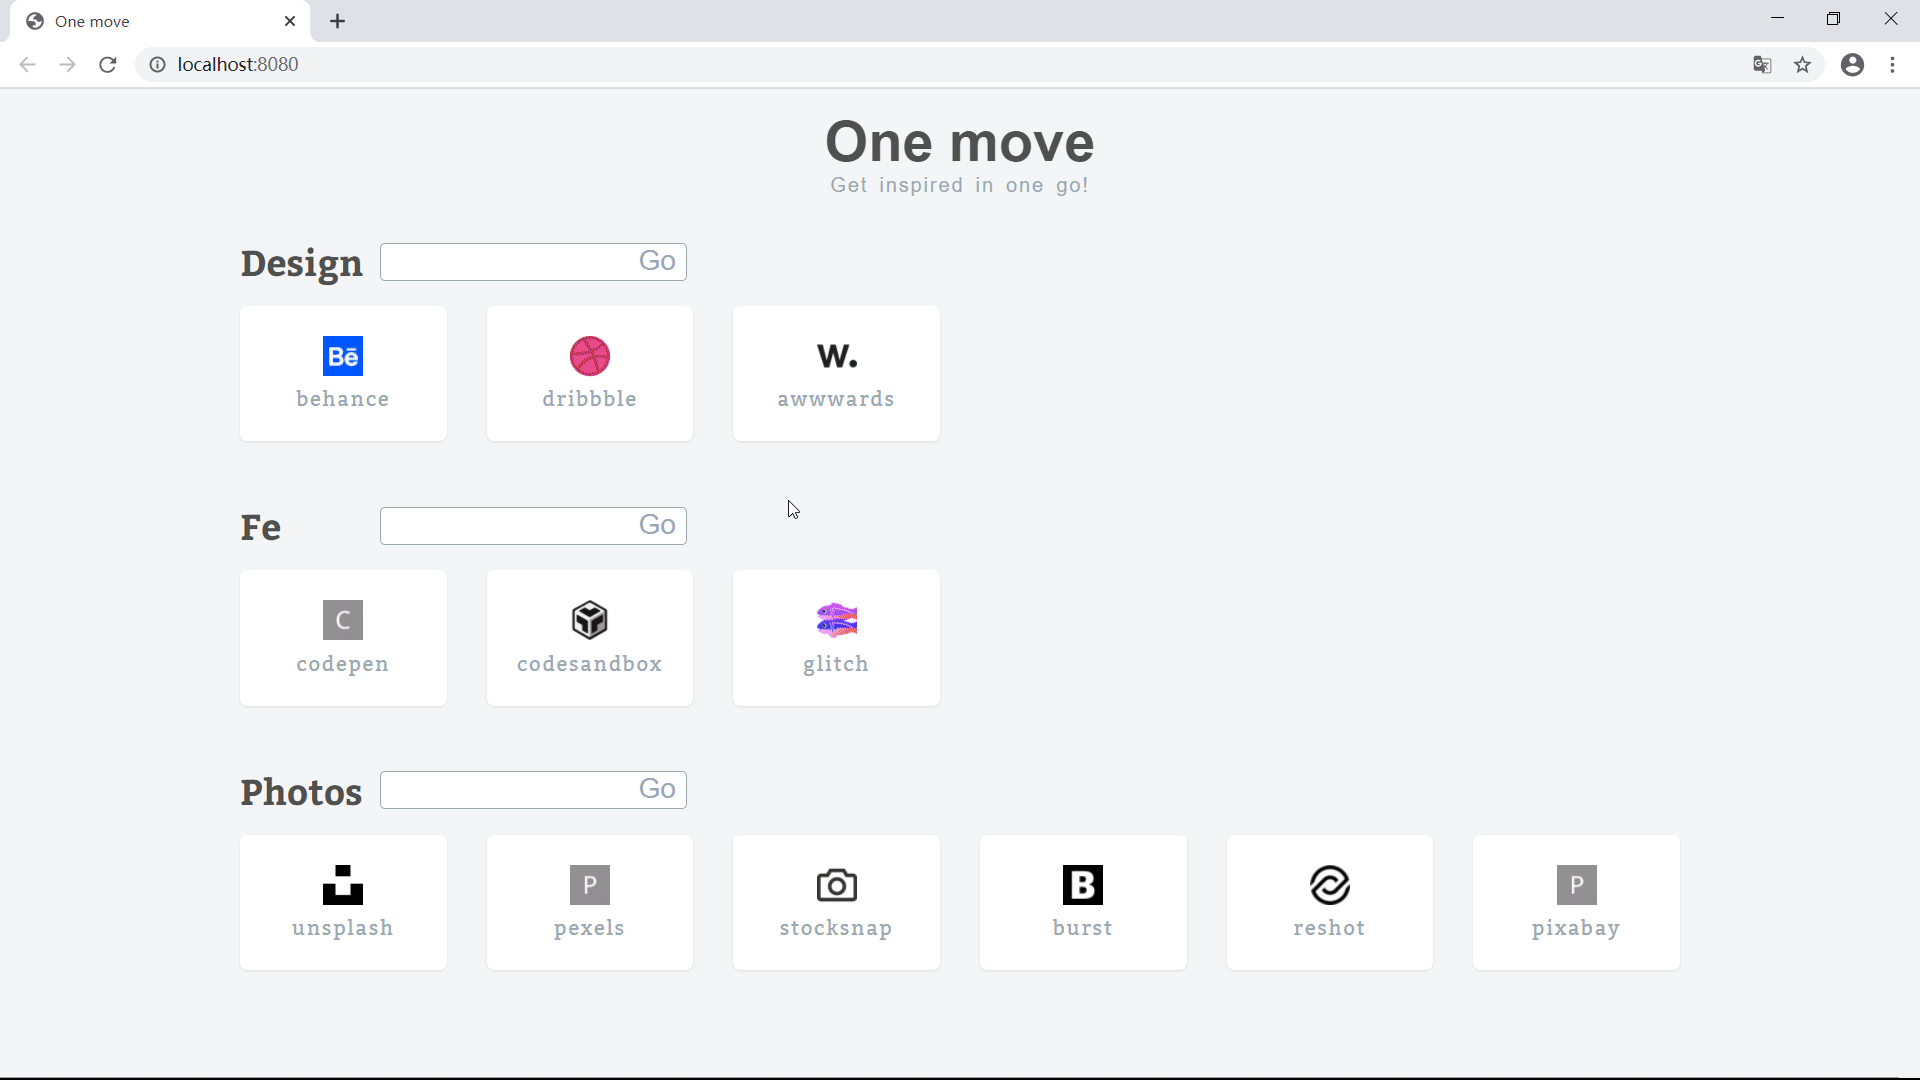 One move
localhost:8080
One move
Get inspired in one go!
Design Go
Bē
behance
dribbble
W.
awwwards
Fe Go
C
codepen
codesandbox
glitch
Photos Go
unsplash
P
pexels
stocksnap
B
burst
reshot
P
pixabay